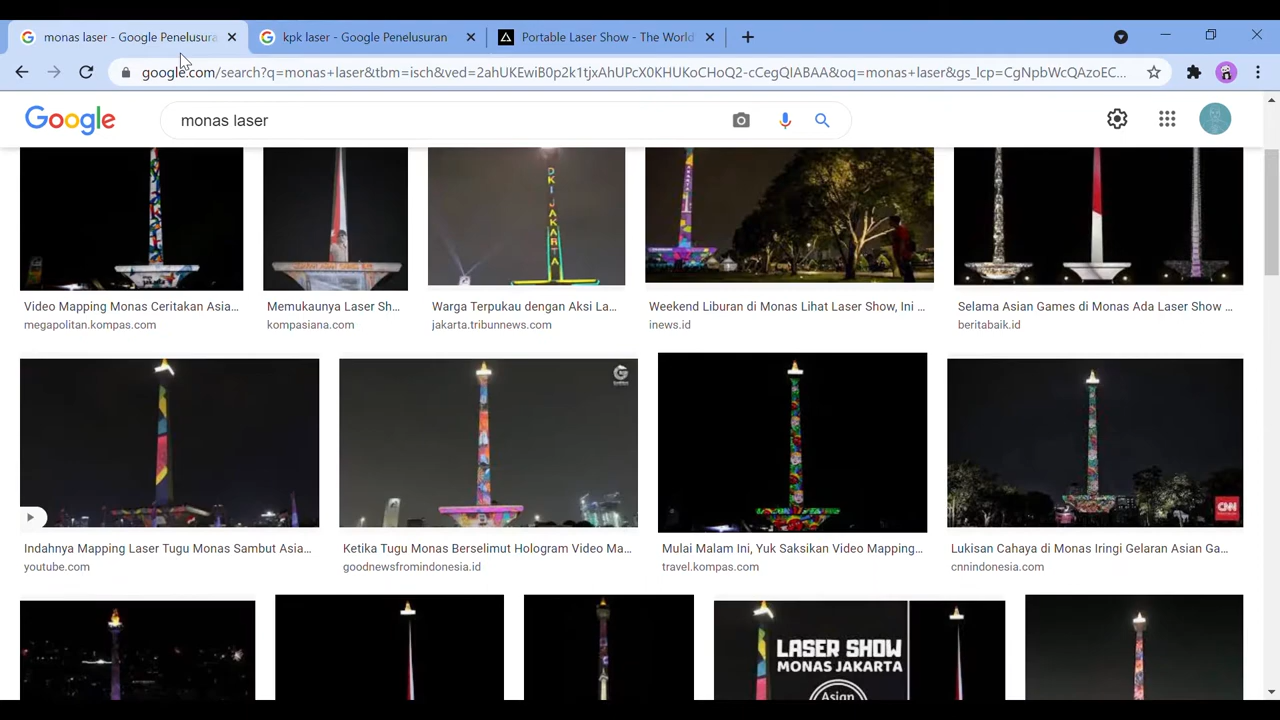 monas laser - Google Penelusura
kpk laser - Google Penelusuran
Portable Laser Show - The World
google.com/search?q=monas+laser&tbm=isch&ved=2ahUKEwiB0p2k1tjxAhUPcX0KHUKoCHoQ2-cCegQIABAA&oq=monas+laser&gs_lcp=CgNpbWcQAzoEC...
Google
monas laser
DKI JAKARTA
Video Mapping Monas Ceritakan Asia...
megapolitan.kompas.com
Memukaunya Laser Sh...
kompasiana.com
Warga Terpukau dengan Aksi La...
jakarta.tribunnews.com
Weekend Liburan di Monas Lihat Laser Show, Ini ...
inews.id
Selama Asian Games di Monas Ada Laser Show ...
beritabaik.id
CNN
Indahnya Mapping Laser Tugu Monas Sambut Asia...
youtube.com
Ketika Tugu Monas Berselimut Hologram Video Ma...
goodnewsfromindonesia.id
Mulai Malam Ini, Yuk Saksikan Video Mapping...
travel.kompas.com
Lukisan Cahaya di Monas Iringi Gelaran Asian Ga...
cnnindonesia.com
LASER SHOW
MONAS JAKARTA
Asian